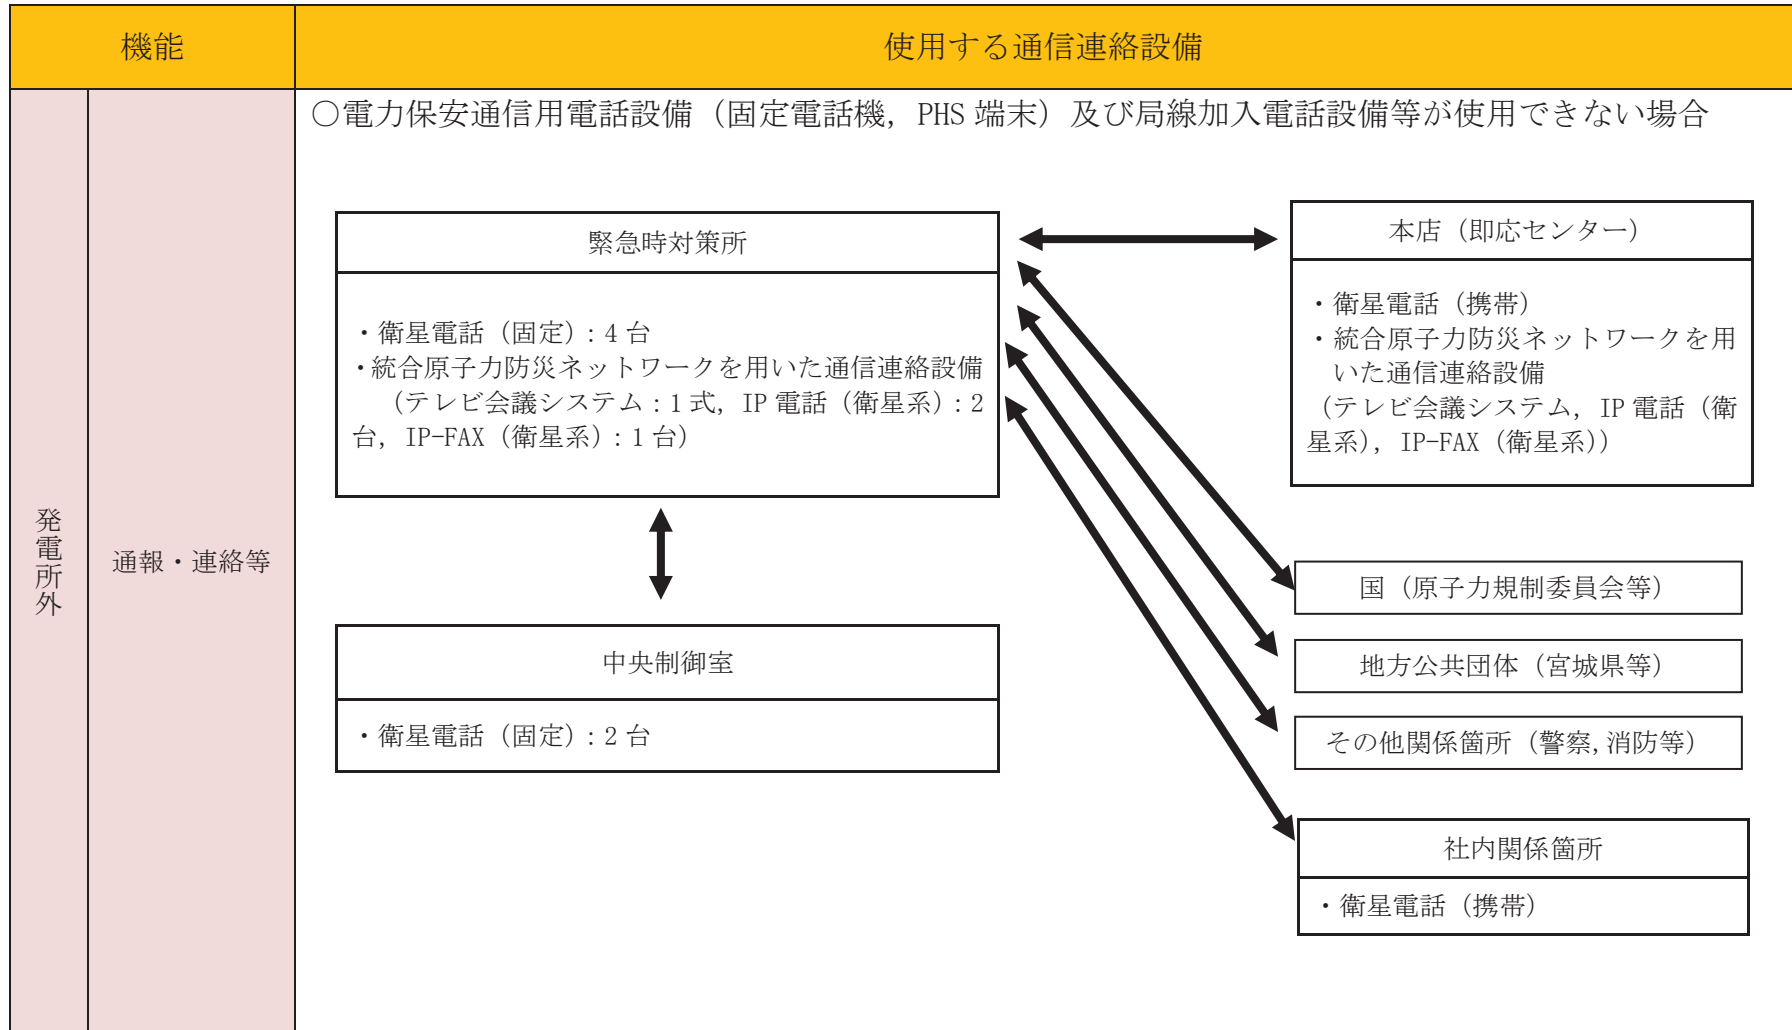 機能
使用する通信連絡設備
発電所外
通報・連絡等
○電力保安通信用電話設備（固定電話機, PHS 端末）及び局線加入電話設備等が使用できない場合
緊急時対策所
・衛星電話（固定）: 4 台
・統合原子力防災ネットワークを用いた通信連絡設備
（テレビ会議システム : 1 式, IP 電話（衛星系）: 2
台, IP-FAX（衛星系）: 1 台）
中央制御室
・衛星電話（固定）: 2 台
本店（即応センター）
・衛星電話（携帯）
・統合原子力防災ネットワークを用
いた通信連絡設備
（テレビ会議システム, IP 電話（衛
星系）, IP-FAX（衛星系））
国（原子力規制委員会等）
地方公共団体（宮城県等）
その他関係箇所（警察, 消防等）
社内関係箇所
・衛星電話（携帯）